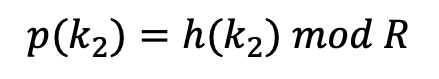 p(k₂) = h(k₂) mod R